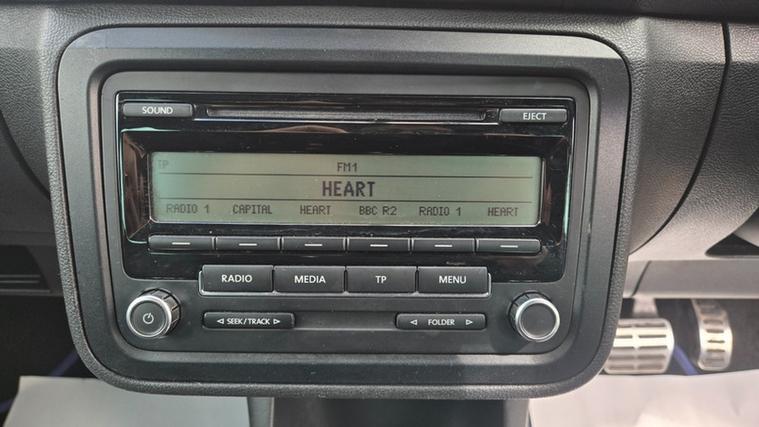 SOUND
EJECT
TP
FM1
HEART
RADIO 1 CAPITAL HEART BBC R2 RADIO 1 HEART
RADIO MEDIA TP MENU
SEEK/TRACK
FOLDER